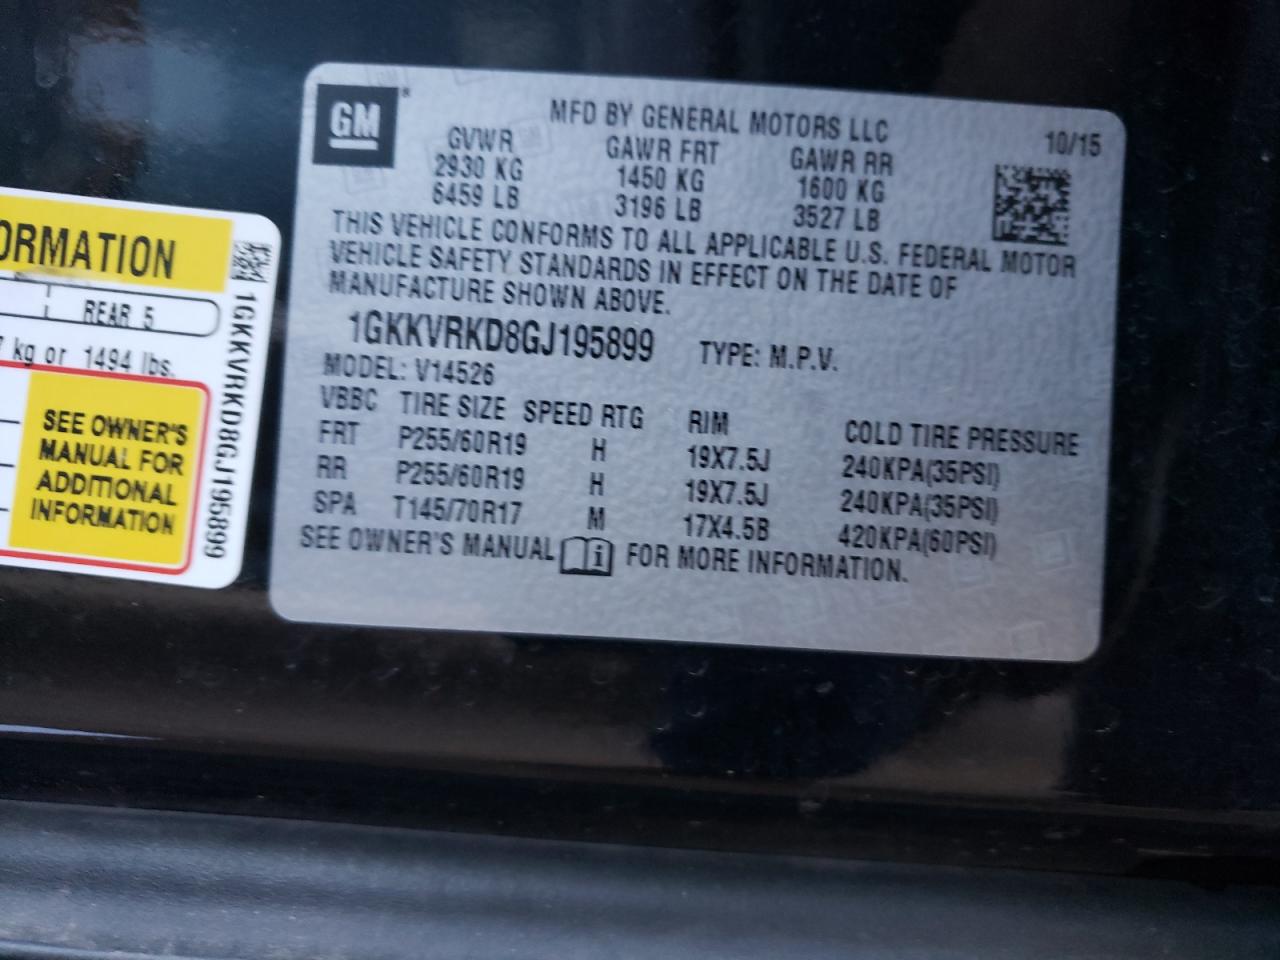 GM
MFD BY GENERAL MOTORS LLC
10/15
GVWR GAWR FRT GAWR RR
2930 KG 1450 KG 1600 KG
6459 LB 3196 LB 3527 LB
THIS VEHICLE CONFORMS TO ALL APPLICABLE U.S. FEDERAL MOTOR
VEHICLE SAFETY STANDARDS IN EFFECT ON THE DATE OF
MANUFACTURE SHOWN ABOVE.
1GKKVRKD8GJ195899 TYPE: M.P.V.
MODEL: V14526
VBBC TIRE SIZE SPEED RTG RIM COLD TIRE PRESSURE
FRT P255/60R19 H 19X7.5J 240KPA(35PSI)
RR P255/60R19 H 19X7.5J 240KPA(35PSI)
SPA T145/70R17 M 17X4.5B 420KPA(60PSI)
SEE OWNER'S MANUAL i FOR MORE INFORMATION.
ORMATION
REAR 5
7 kg or 1494 lbs.
SEE OWNER'S
MANUAL FOR
ADDITIONAL
INFORMATION
1GKKVRKD8GJ195899